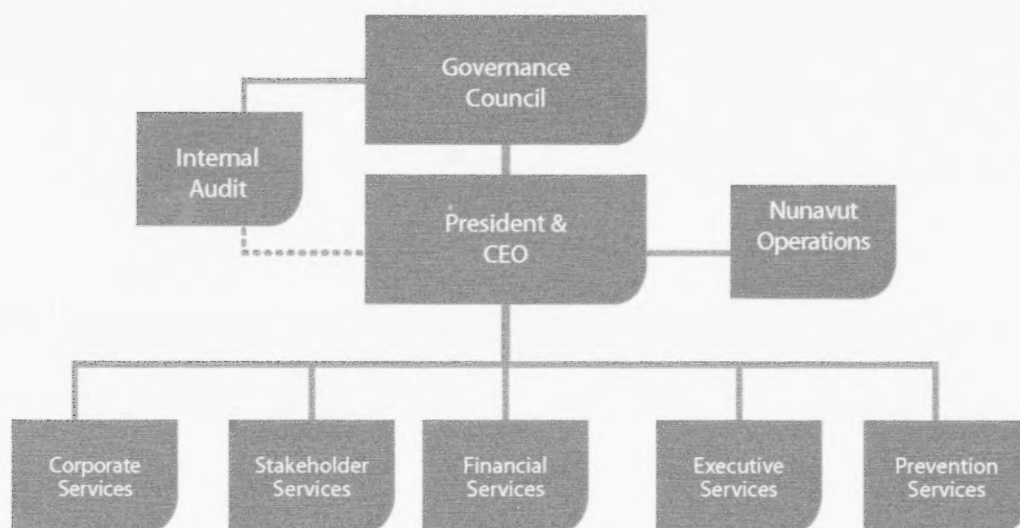 Governance
Council
Internal
Audit
President &
CEO
Nunavut
Operations
Corporate
Services
Stakeholder
Services
Financial
Services
Executive
Services
Prevention
Services